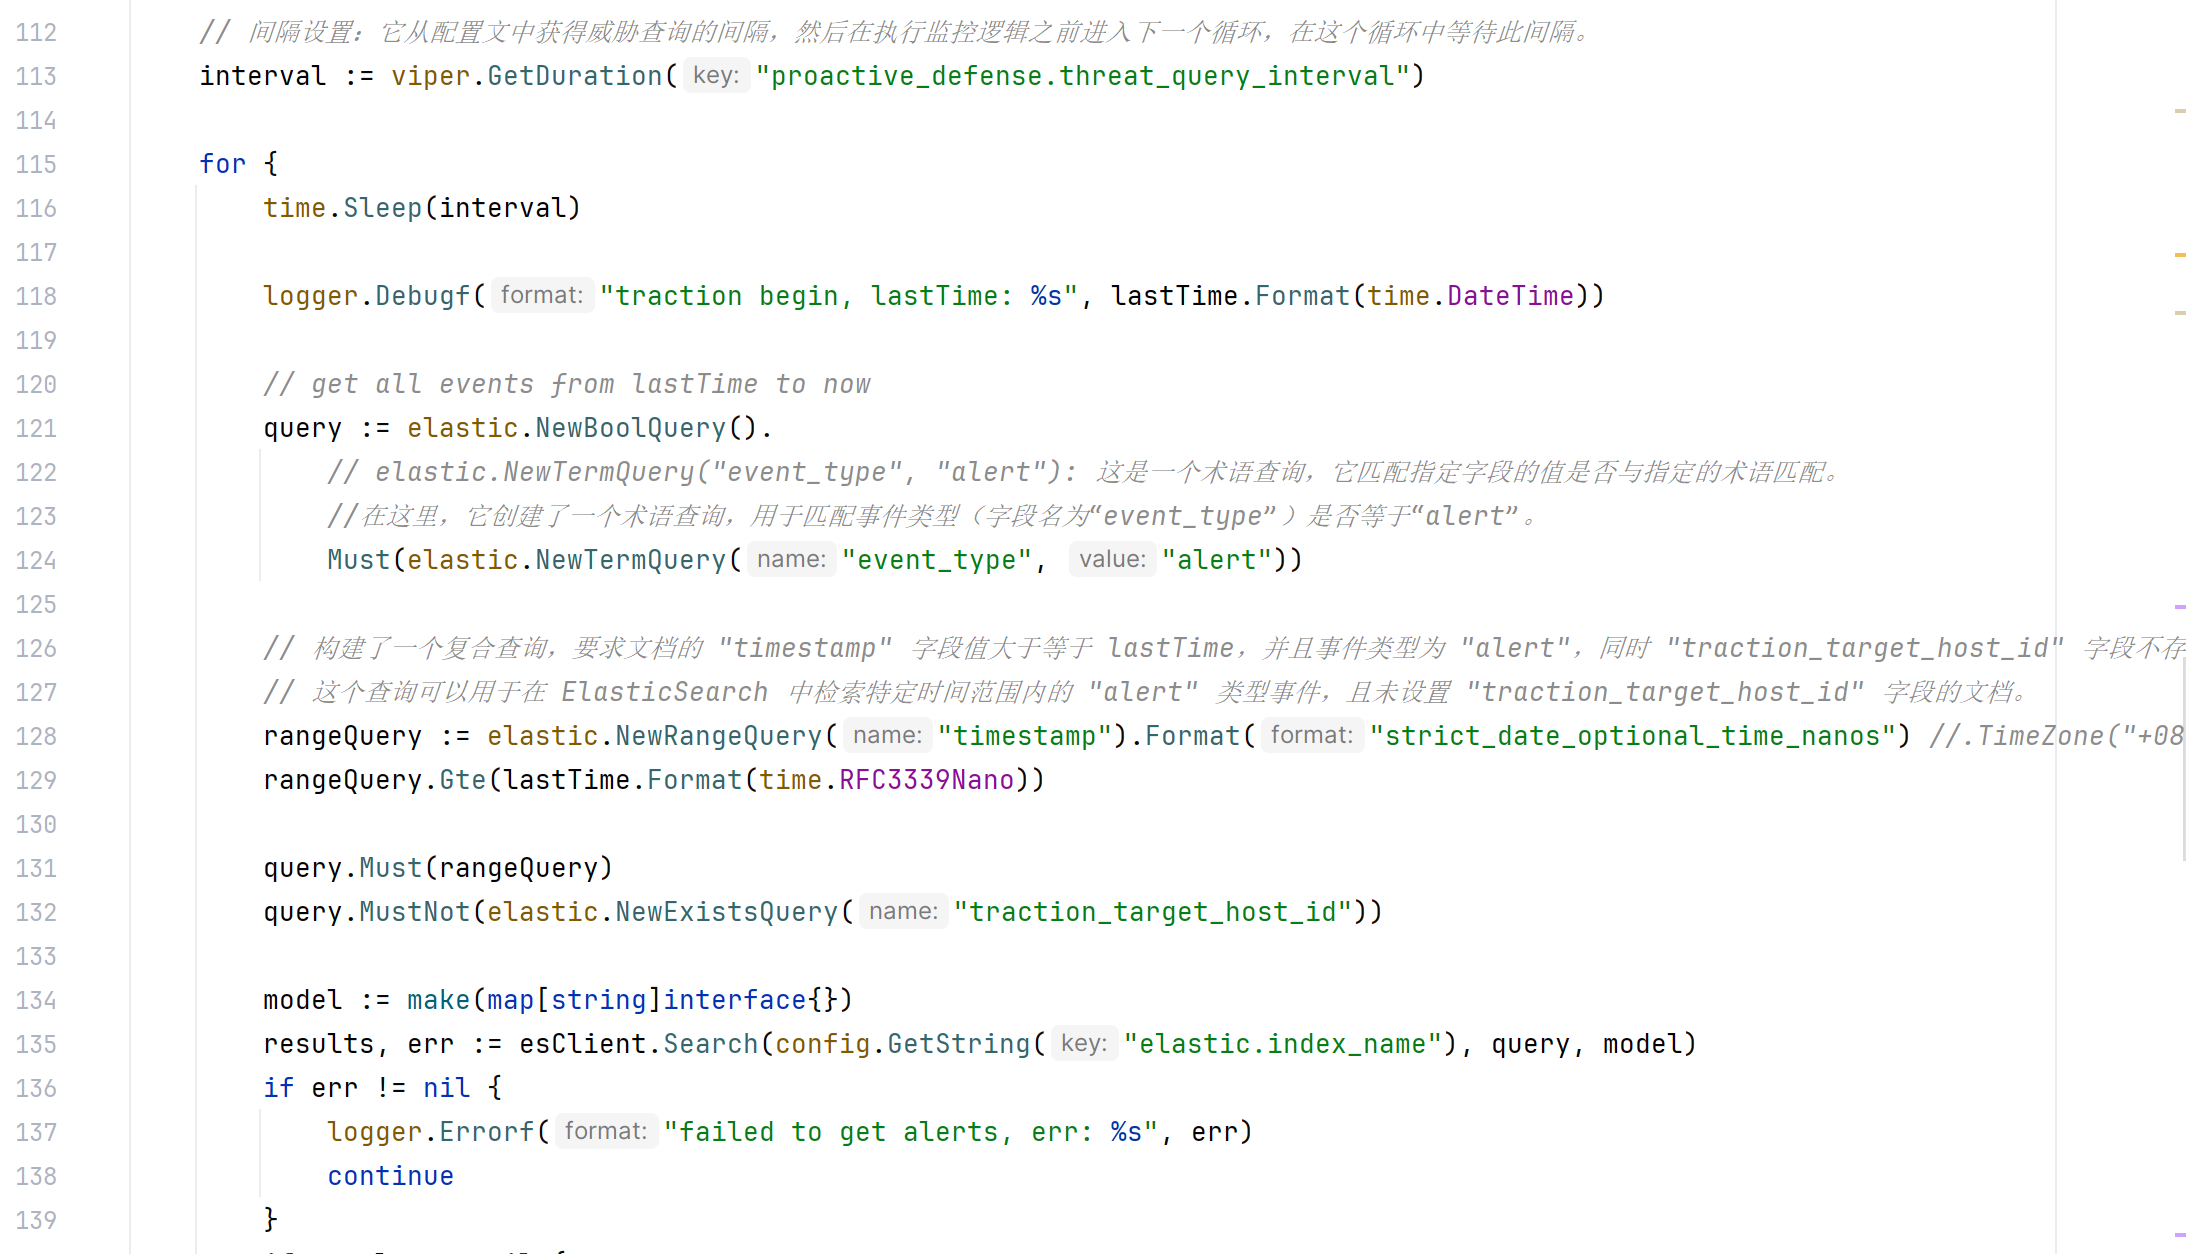 112 // 间隔设置：它从配置文中获得威胁查询的间隔，然后在执行监控逻辑之前进入下一个循环，在这个循环中等待此间隔。
113 interval := viper.GetDuration( key: "proactive_defense.threat_query_interval")
114
115 for {
116 time.Sleep(interval)
117
118 logger.Debugf( format: "traction begin, lastTime: %s", lastTime.Format(time.DateTime))
119
120 // get all events from lastTime to now
121 query := elastic.NewBoolQuery().
122 // elastic.NewTermQuery("event_type", "alert"): 这是一个术语查询，它匹配指定字段的值是否与指定的术语匹配。
123 //在这里，它创建了一个术语查询，用于匹配事件类型（字段名为“event_type”）是否等于“alert”。
124 Must(elastic.NewTermQuery( name: "event_type", value: "alert"))
125
126 // 构建了一个复合查询，要求文档的 "timestamp" 字段值大于等于 lastTime，并且事件类型为 "alert"，同时 "traction_target_host_id" 字段不存
127 // 这个查询可以用于在 ElasticSearch 中检索特定时间范围内的 "alert" 类型事件，且未设置 "traction_target_host_id" 字段的文档。
128 rangeQuery := elastic.NewRangeQuery( name: "timestamp").Format( format: "strict_date_optional_time_nanos") //.TimeZone("+08
129 rangeQuery.Gte(lastTime.Format(time.RFC3339Nano))
130
131 query.Must(rangeQuery)
132 query.MustNot(elastic.NewExistsQuery( name: "traction_target_host_id"))
133
134 model := make(map[string]interface{})
135 results, err := esClient.Search(config.GetString( key: "elastic.index_name"), query, model)
136 if err != nil {
137 logger.Errorf( format: "failed to get alerts, err: %s", err)
138 continue
139 }